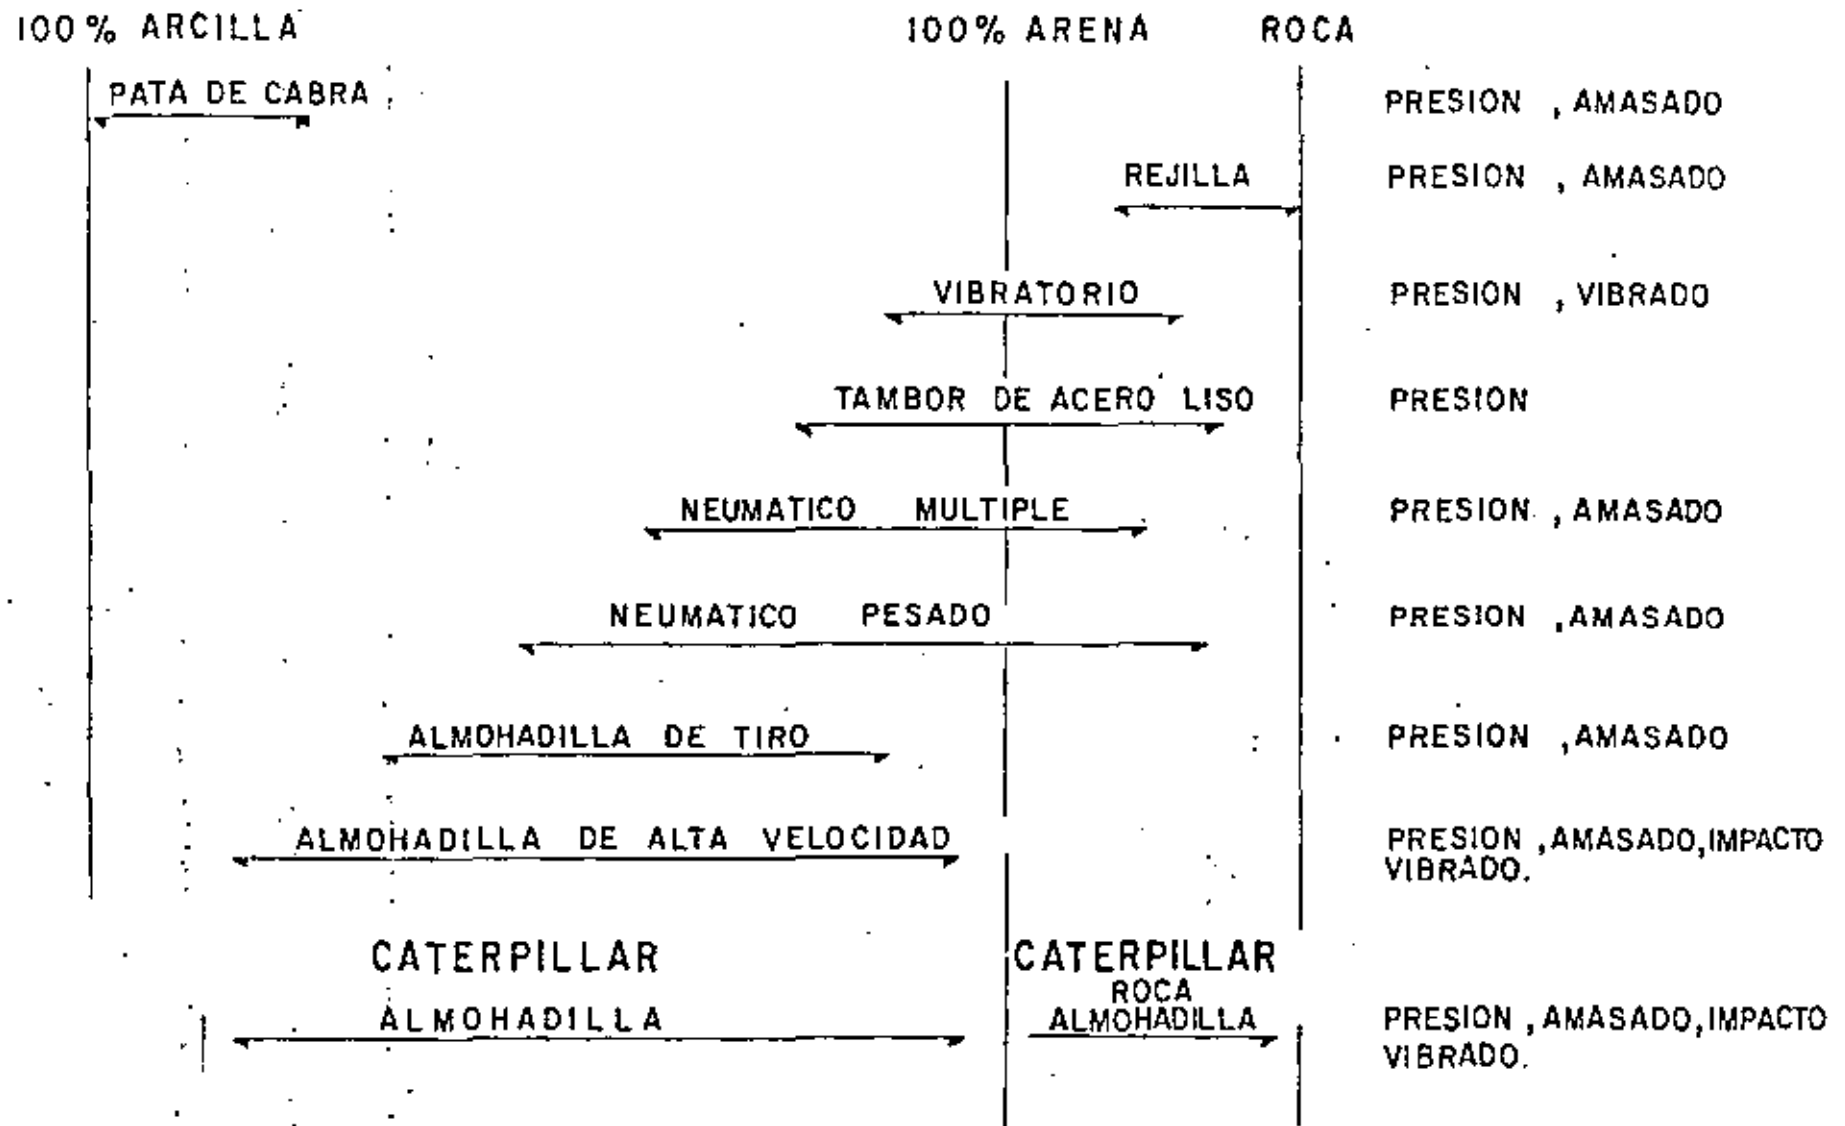 100% ARCILLA 100% ARENA ROCA
PATA DE CABRA PRESION , AMASADO
REJILLA PRESION , AMASADO
VIBRATORIO PRESION , VIBRADO
TAMBOR DE ACERO LISO PRESION
NEUMATICO MULTIPLE PRESION , AMASADO
NEUMATICO PESADO PRESION , AMASADO
ALMOHADILLA DE TIRO PRESION , AMASADO
ALMOHADILLA DE ALTA VELOCIDAD PRESION , AMASADO, IMPACTO
VIBRADO.
CATERPILLAR CATERPILLAR
ROCA
ALMOHADILLA ALMOHADILLA PRESION , AMASADO, IMPACTO
VIBRADO.